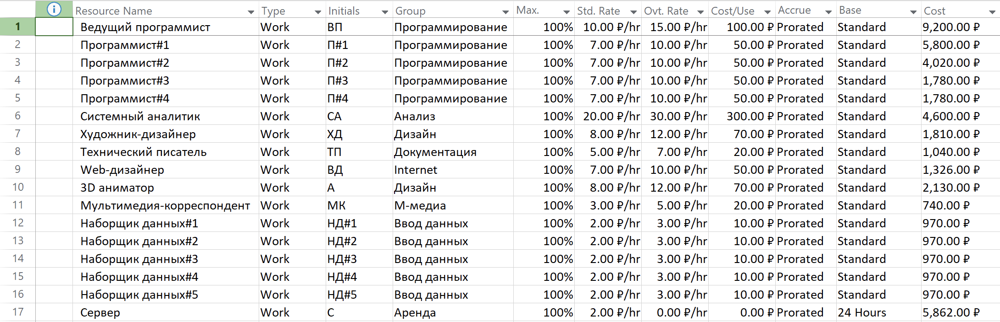 Resource Name Type Initials Group Max. Std. Rate Ovt. Rate Cost/Use Accrue Base Cost
1 Ведущий программист Work ВП Программирование 100% 10.00 ₽/hr 15.00 ₽/hr 100.00 ₽ Prorated Standard 9,200.00 ₽
2 Программист#1 Work П#1 Программирование 100% 7.00 ₽/hr 10.00 ₽/hr 50.00 ₽ Prorated Standard 5,800.00 ₽
3 Программист#2 Work П#2 Программирование 100% 7.00 ₽/hr 10.00 ₽/hr 50.00 ₽ Prorated Standard 4,020.00 ₽
4 Программист#3 Work П#3 Программирование 100% 7.00 ₽/hr 10.00 ₽/hr 50.00 ₽ Prorated Standard 1,780.00 ₽
5 Программист#4 Work П#4 Программирование 100% 7.00 ₽/hr 10.00 ₽/hr 50.00 ₽ Prorated Standard 1,780.00 ₽
6 Системный аналитик Work СА Анализ 100% 20.00 ₽/hr 30.00 ₽/hr 300.00 ₽ Prorated Standard 4,600.00 ₽
7 Художник-дизайнер Work ХД Дизайн 100% 8.00 ₽/hr 12.00 ₽/hr 70.00 ₽ Prorated Standard 1,810.00 ₽
8 Технический писатель Work ТП Документация 100% 5.00 ₽/hr 7.00 ₽/hr 20.00 ₽ Prorated Standard 1,040.00 ₽
9 Web-дизайнер Work ВД Internet 100% 7.00 ₽/hr 10.00 ₽/hr 50.00 ₽ Prorated Standard 1,326.00 ₽
10 3D аниматор Work А Дизайн 100% 8.00 ₽/hr 12.00 ₽/hr 70.00 ₽ Prorated Standard 2,130.00 ₽
11 Мультимедия-корреспондент Work МК М-медиа 100% 3.00 ₽/hr 5.00 ₽/hr 20.00 ₽ Prorated Standard 740.00 ₽
12 Наборщик данных#1 Work НД#1 Ввод данных 100% 2.00 ₽/hr 3.00 ₽/hr 10.00 ₽ Prorated Standard 970.00 ₽
13 Наборщик данных#2 Work НД#2 Ввод данных 100% 2.00 ₽/hr 3.00 ₽/hr 10.00 ₽ Prorated Standard 970.00 ₽
14 Наборщик данных#3 Work НД#3 Ввод данных 100% 2.00 ₽/hr 3.00 ₽/hr 10.00 ₽ Prorated Standard 970.00 ₽
15 Наборщик данных#4 Work НД#4 Ввод данных 100% 2.00 ₽/hr 3.00 ₽/hr 10.00 ₽ Prorated Standard 970.00 ₽
16 Наборщик данных#5 Work НД#5 Ввод данных 100% 2.00 ₽/hr 3.00 ₽/hr 10.00 ₽ Prorated Standard 970.00 ₽
17 Сервер Work С Аренда 100% 2.00 ₽/hr 0.00 ₽/hr 0.00 ₽ Prorated 24 Hours 5,862.00 ₽